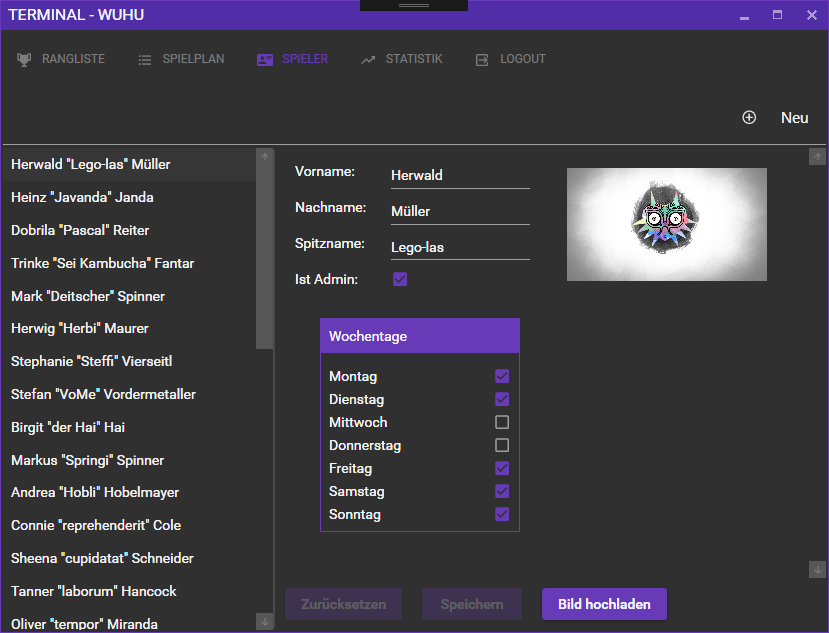 TERMINAL - WUHU
RANGLISTE SPIELPLAN SPIELER STATISTIK LOGOUT
Neu
Herwald "Lego-las" Müller
Heinz "Javanda" Janda
Dobrila "Pascal" Reiter
Trinke "Sei Kambucha" Fantar
Mark "Deitscher" Spinner
Herwig "Herbi" Maurer
Stephanie "Steffi" Vierseitl
Stefan "VoMe" Vordermetaller
Birgit "der Hai" Hai
Markus "Springi" Spinner
Andrea "Hobli" Hobelmayer
Connie "reprehenderit" Cole
Sheena "cupidatat" Schneider
Tanner "laborum" Hancock
Oliver "tempor" Miranda
Vorname: Herwald
Nachname: Müller
Spitzname: Lego-las
Ist Admin:
Wochentage
Montag
Dienstag
Mittwoch
Donnerstag
Freitag
Samstag
Sonntag
Zurücksetzen Speichern Bild hochladen